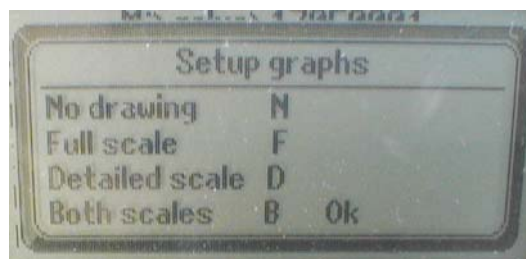 Setup graphs
No drawing N
Full scale F
Detailed scale D
Both scales B Ok